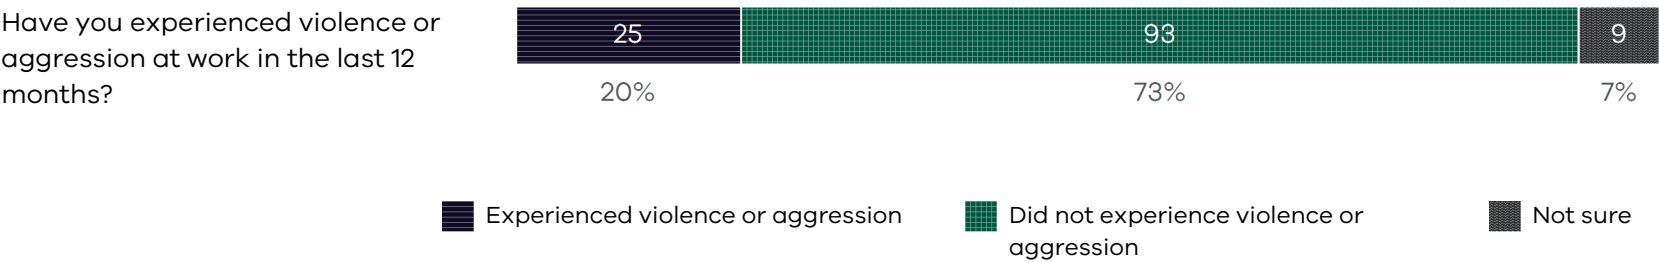 Have you experienced violence or
aggression at work in the last 12
months?
25
93
9
20%
73%
7%
Experienced violence or aggression
Did not experience violence or
aggression
Not sure